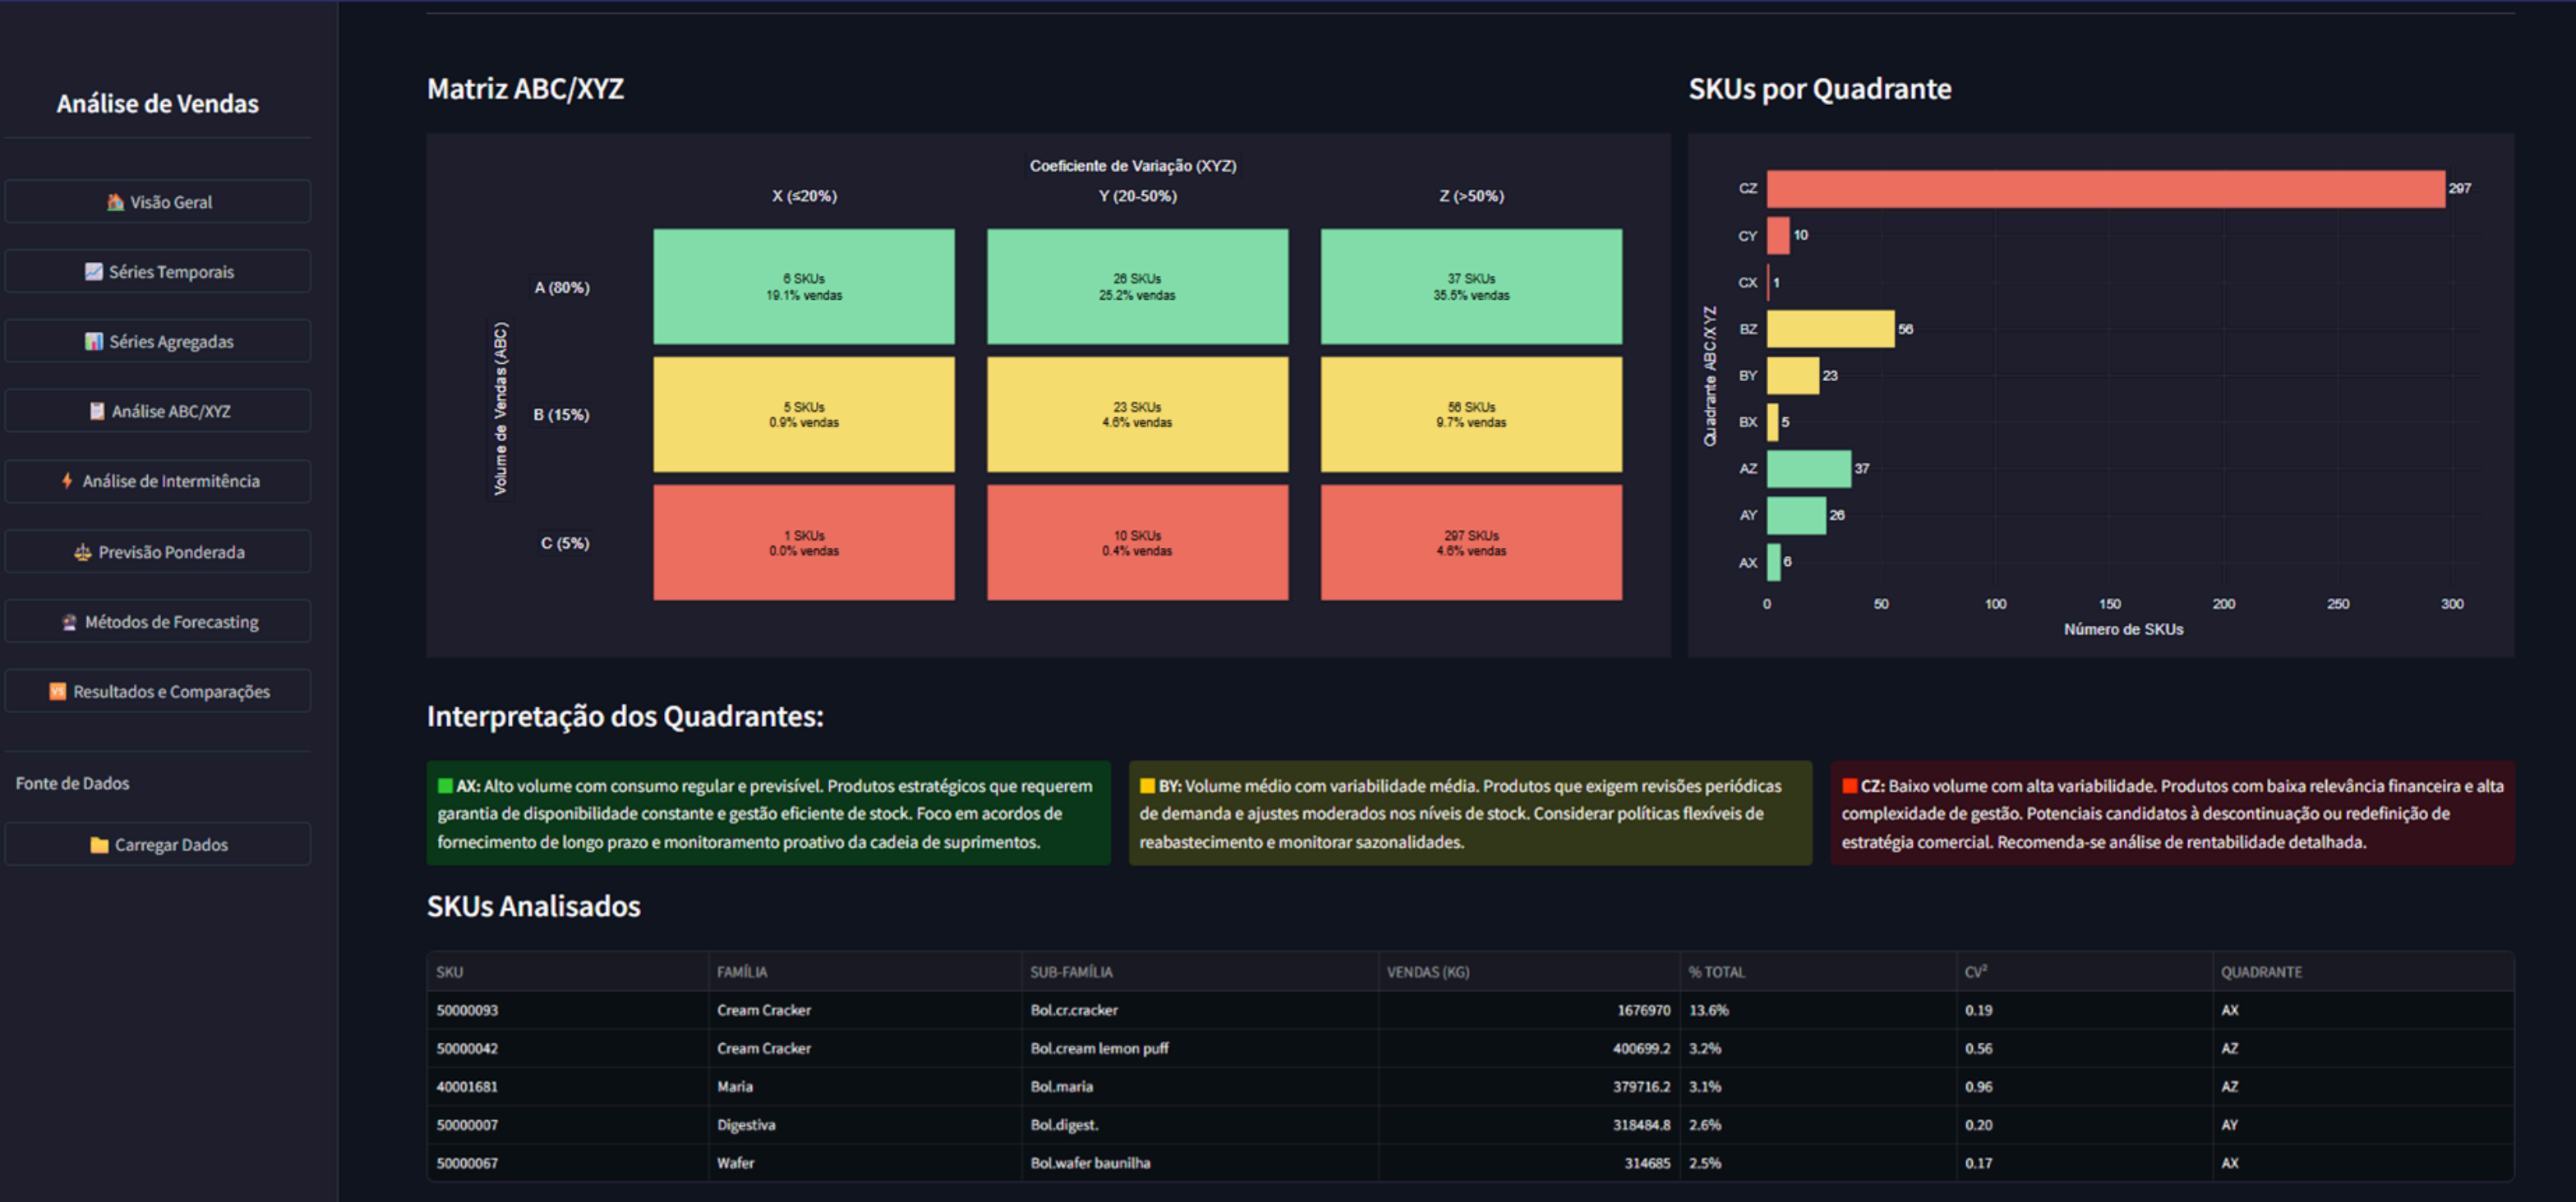 Análise de Vendas
Visão Geral
Séries Temporais
Séries Agregadas
Análise ABC/XYZ
Análise de Intermitência
Previsão Ponderada
Métodos de Forecasting
VS Resultados e Comparações
Fonte de Dados
Carregar Dados
Matriz ABC/XYZ
Coeficiente de Variação (XYZ)
X (≤20%) Y (20-50%) Z (>50%)
Volume de Vendas (ABC)
A (80%)
6 SKUs
19.1% vendas
26 SKUs
25.2% vendas
37 SKUs
35.5% vendas
B (15%)
5 SKUs
0.9% vendas
23 SKUs
4.6% vendas
56 SKUs
9.7% vendas
C (5%)
1 SKUs
0.0% vendas
10 SKUs
0.4% vendas
297 SKUs
4.6% vendas
SKUs por Quadrante
Quadrante ABC/XYZ
CZ 297
CY 10
CX 1
BZ 56
BY 23
BX 5
AZ 37
AY 26
AX 6
0 50 100 150 200 250 300
Número de SKUs
Interpretação dos Quadrantes:
AX: Alto volume com consumo regular e previsível. Produtos estratégicos que requerem
garantia de disponibilidade constante e gestão eficiente de stock. Foco em acordos de
fornecimento de longo prazo e monitoramento proativo da cadeia de suprimentos.
BY: Volume médio com variabilidade média. Produtos que exigem revisões periódicas
de demanda e ajustes moderados nos níveis de stock. Considerar políticas flexíveis de
reabastecimento e monitorar sazonalidades.
CZ: Baixo volume com alta variabilidade. Produtos com baixa relevância financeira e alta
complexidade de gestão. Potenciais candidatos à descontinuação ou redefinição de
estratégia comercial. Recomenda-se análise de rentabilidade detalhada.
SKUs Analisados
SKU FAMÍLIA SUB-FAMÍLIA VENDAS (KG) % TOTAL CV² QUADRANTE
50000093 Cream Cracker Bol.cr.cracker 1676970 13.6% 0.19 AX
50000042 Cream Cracker Bol.cream lemon puff 400699.2 3.2% 0.56 AZ
40001681 Maria Bol.maria 379716.2 3.1% 0.96 AZ
50000007 Digestiva Bol.digest. 318484.8 2.6% 0.20 AY
50000067 Wafer Bol.wafer baunilha 314685 2.5% 0.17 AX